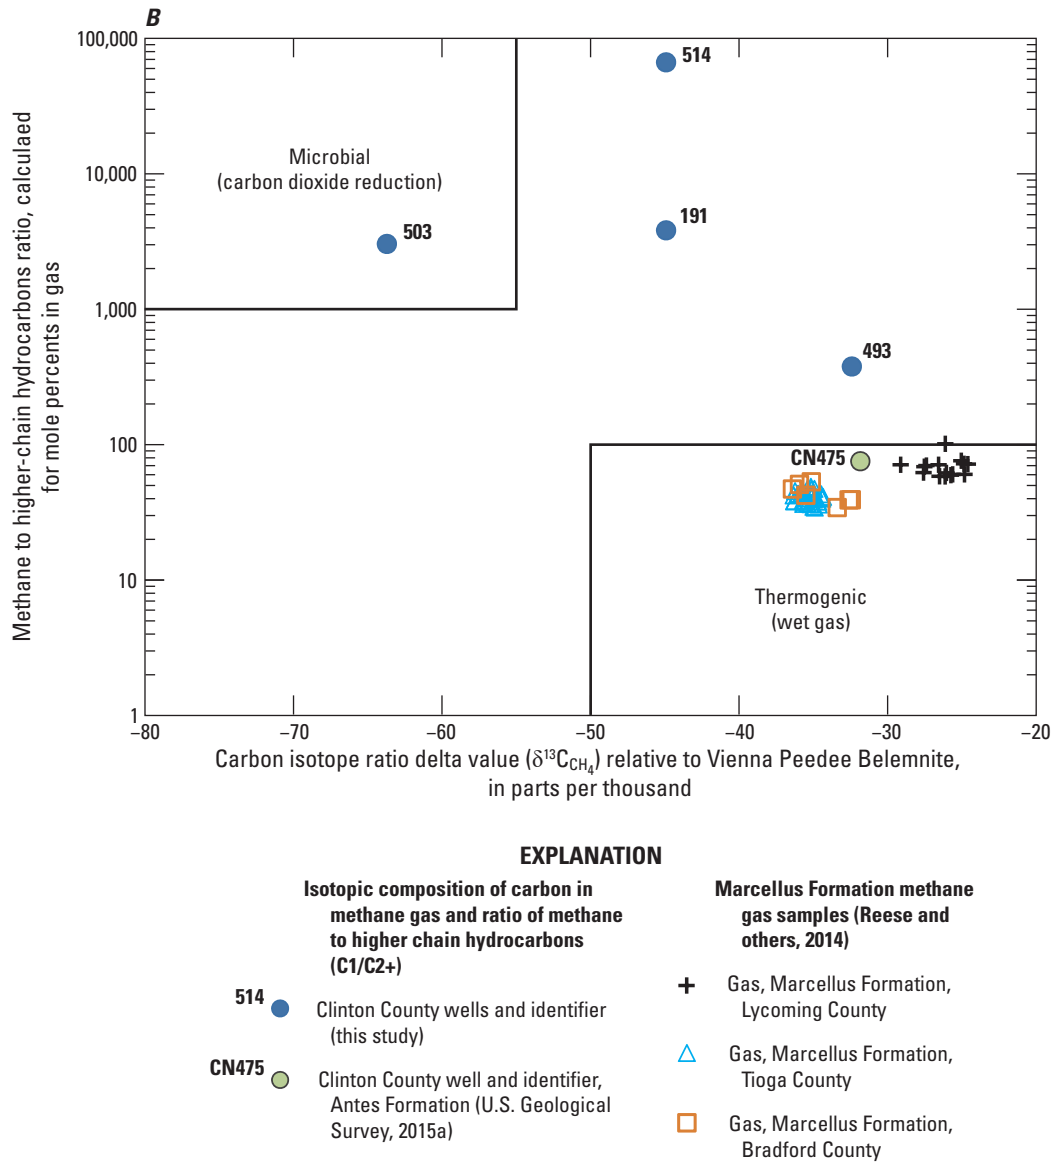 B
100,000
10,000
1,000
100
10
1
Methane to higher-chain hydrocarbons ratio, calculaed
for mole percents in gas
Microbial
(carbon dioxide reduction)
514
191
503
493
CN475
Thermogenic
(wet gas)
–80
–70
–60
–50
–40
–30
–20
Carbon isotope ratio delta value (δ¹³C_CH₄) relative to Vienna Peedee Belemnite,
in parts per thousand
EXPLANATION
Isotopic composition of carbon in
methane gas and ratio of methane
to higher chain hydrocarbons
(C1/C2+)
514
Clinton County wells and identifier
(this study)
CN475
Clinton County well and identifier,
Antes Formation (U.S. Geological
Survey, 2015a)
Marcellus Formation methane
gas samples (Reese and
others, 2014)
Gas, Marcellus Formation,
Lycoming County
Gas, Marcellus Formation,
Tioga County
Gas, Marcellus Formation,
Bradford County